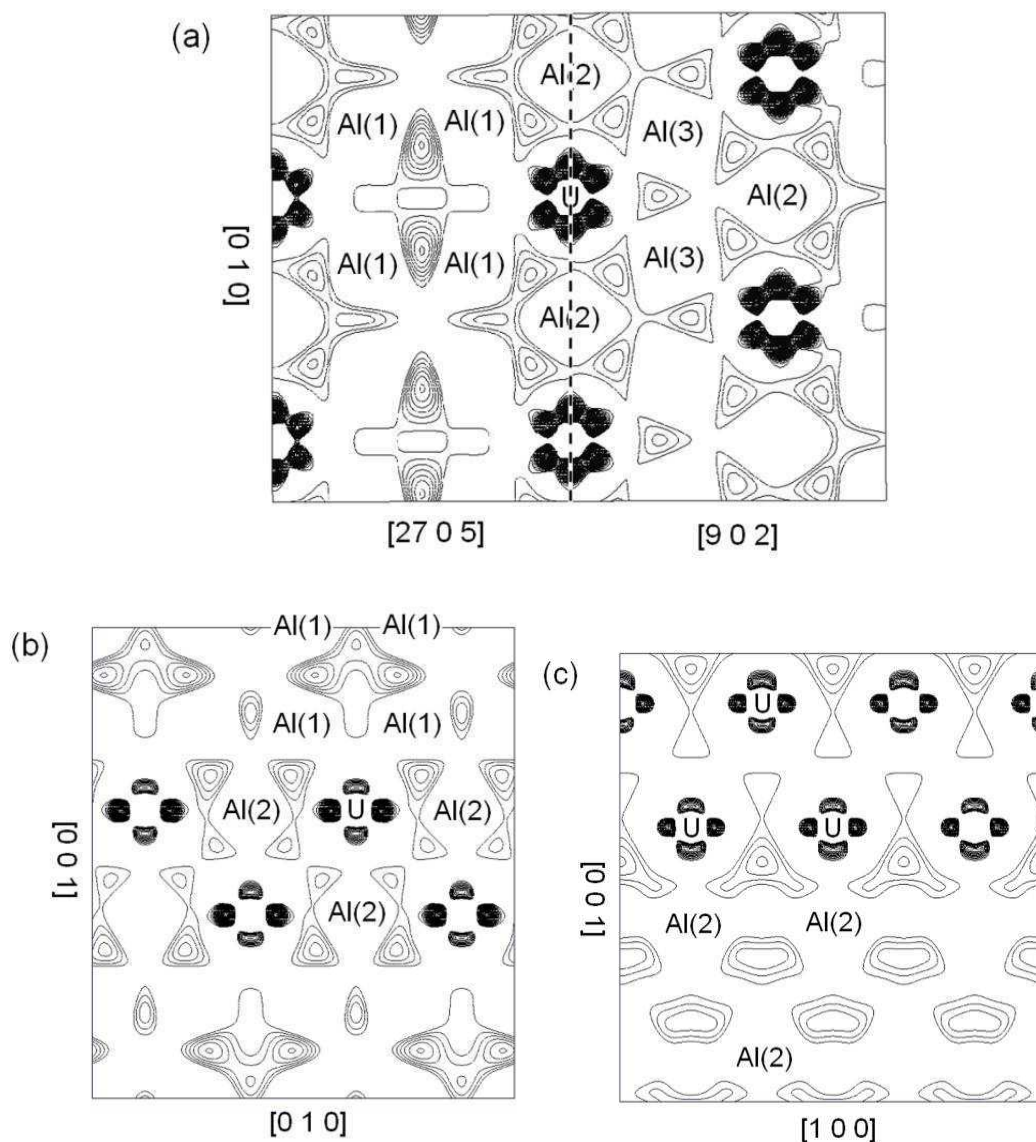 (a)
Al(2)
Al(1) Al(1) Al(3)
U Al(2)
Al(1) Al(1) Al(3)
Al(2)
[0 1 0]
[27 0 5] [9 0 2]
(b)
Al(1) Al(1)
Al(1) Al(1)
Al(2) U Al(2)
Al(2)
[0 0 1]
[0 1 0]
(c)
U
U U
Al(2) Al(2)
Al(2)
[0 0 1]
[1 0 0]